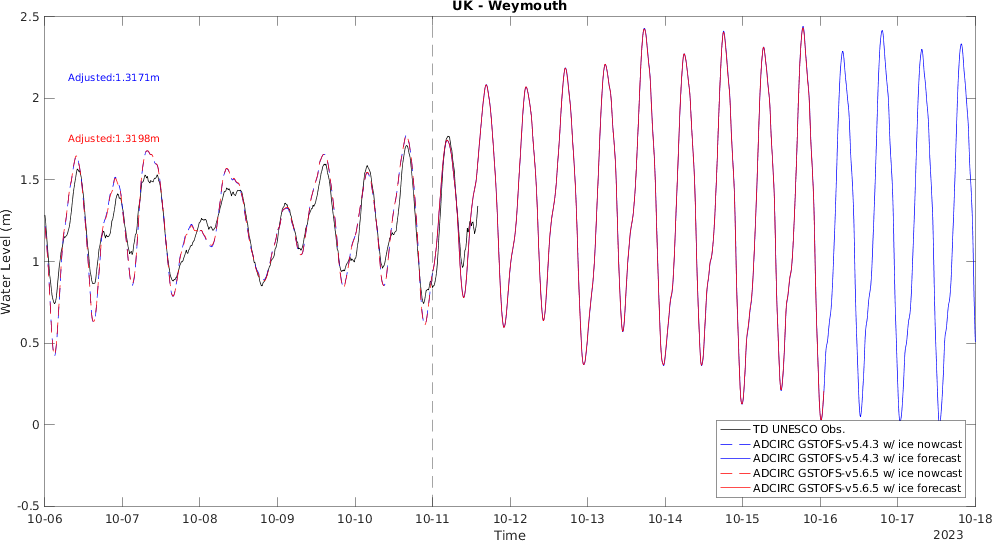 UK - Weymouth
2.5
2
1.5
1
0.5
0
-0.5
Water Level (m)
Adjusted:1.3171m
Adjusted:1.3198m
TD UNESCO Obs.
ADCIRC GSTOFS-v5.4.3 w/ ice nowcast
ADCIRC GSTOFS-v5.4.3 w/ ice forecast
ADCIRC GSTOFS-v5.6.5 w/ ice nowcast
ADCIRC GSTOFS-v5.6.5 w/ ice forecast
10-06 10-07 10-08 10-09 10-10 10-11 10-12 10-13 10-14 10-15 10-16 10-17 10-18
Time
2023